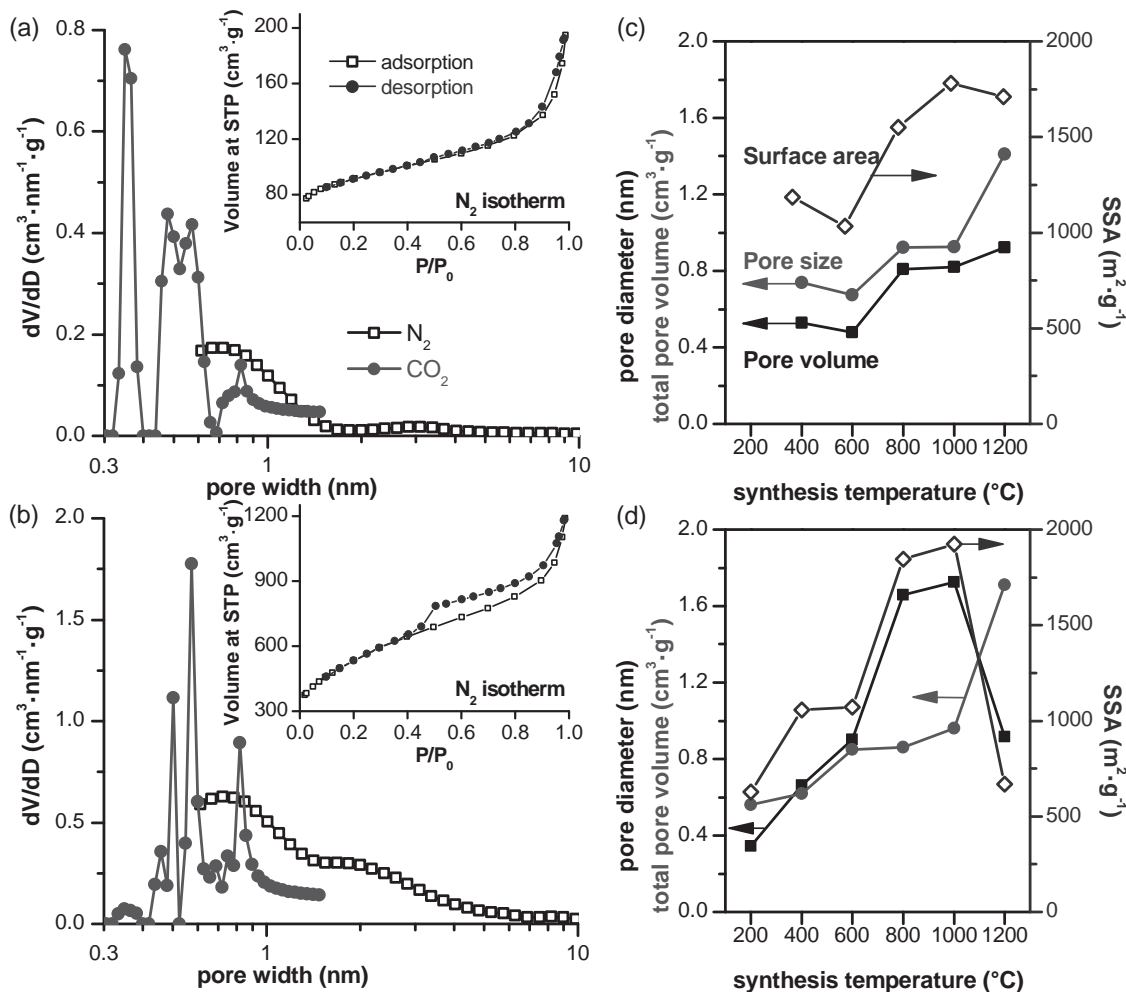 (a)
0.8
0.6
0.4
0.2
0.0
dV/dD (cm³·nm⁻¹·g⁻¹)
0.3
1
10
pore width (nm)
N₂
CO₂
200
160
120
80
Volume at STP (cm³·g⁻¹)
adsorption
desorption
N₂ isotherm
0.0 0.2 0.4 0.6 0.8 1.0
P/P₀
(b)
2.0
1.5
1.0
0.5
0.0
dV/dD (cm³·nm⁻¹·g⁻¹)
0.3
1
10
pore width (nm)
1200
900
600
300
Volume at STP (cm³·g⁻¹)
N₂ isotherm
0.0 0.2 0.4 0.6 0.8 1.0
P/P₀
(c)
2.0
1.6
1.2
0.8
0.4
0.0
pore diameter (nm)
total pore volume (cm³·g⁻¹)
Surface area
Pore size
Pore volume
2000
1500
1000
500
0
SSA (m²·g⁻¹)
200 400 600 800 1000 1200
synthesis temperature (°C)
(d)
2.0
1.6
1.2
0.8
0.4
0.0
pore diameter (nm)
total pore volume (cm³·g⁻¹)
2000
1500
1000
500
0
SSA (m²·g⁻¹)
200 400 600 800 1000 1200
synthesis temperature (°C)